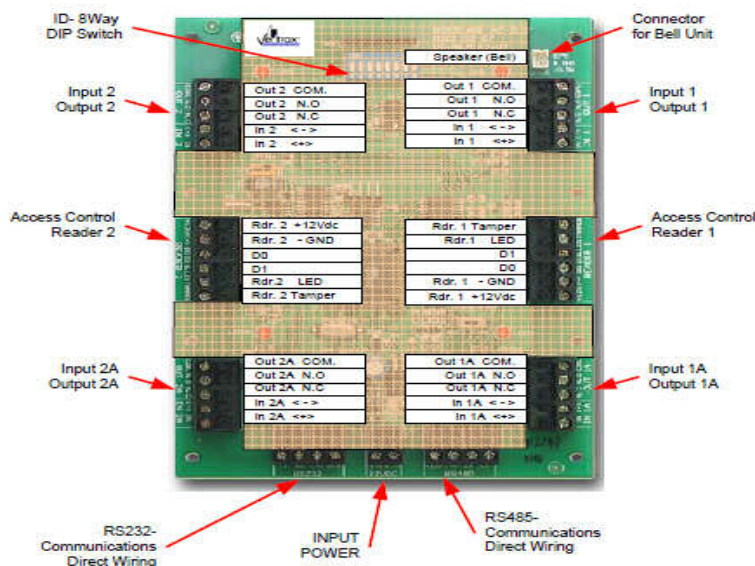 ID- 8Way
DIP Switch
Connector
for Bell Unit
Speaker (Bell)
Input 2
Output 2
Out 2 COM.
Out 2 N.O
Out 2 N.C
In 2 < - >
In 2 <+>
Out 1 COM.
Out 1 N.O
Out 1 N.C
In 1 < - >
In 1 <+>
Input 1
Output 1
Access Control
Reader 2
Rdr. 2 +12Vdc
Rdr. 2 - GND
D0
D1
Rdr.2 LED
Rdr. 2 Tamper
Rdr. 1 Tamper
Rdr.1 LED
D1
D0
Rdr. 1 - GND
Rdr. 1 +12Vdc
Access Control
Reader 1
Input 2A
Output 2A
Out 2A COM.
Out 2A N.O
Out 2A N.C
In 2A < - >
In 2A <+>
Out 1A COM.
Out 1A N.O
Out 1A N.C
In 1A < - >
In 1A <+>
Input 1A
Output 1A
RS232
12VDC
RS485
RS232-
Communications
Direct Wiring
INPUT
POWER
RS485-
Communications
Direct Wiring